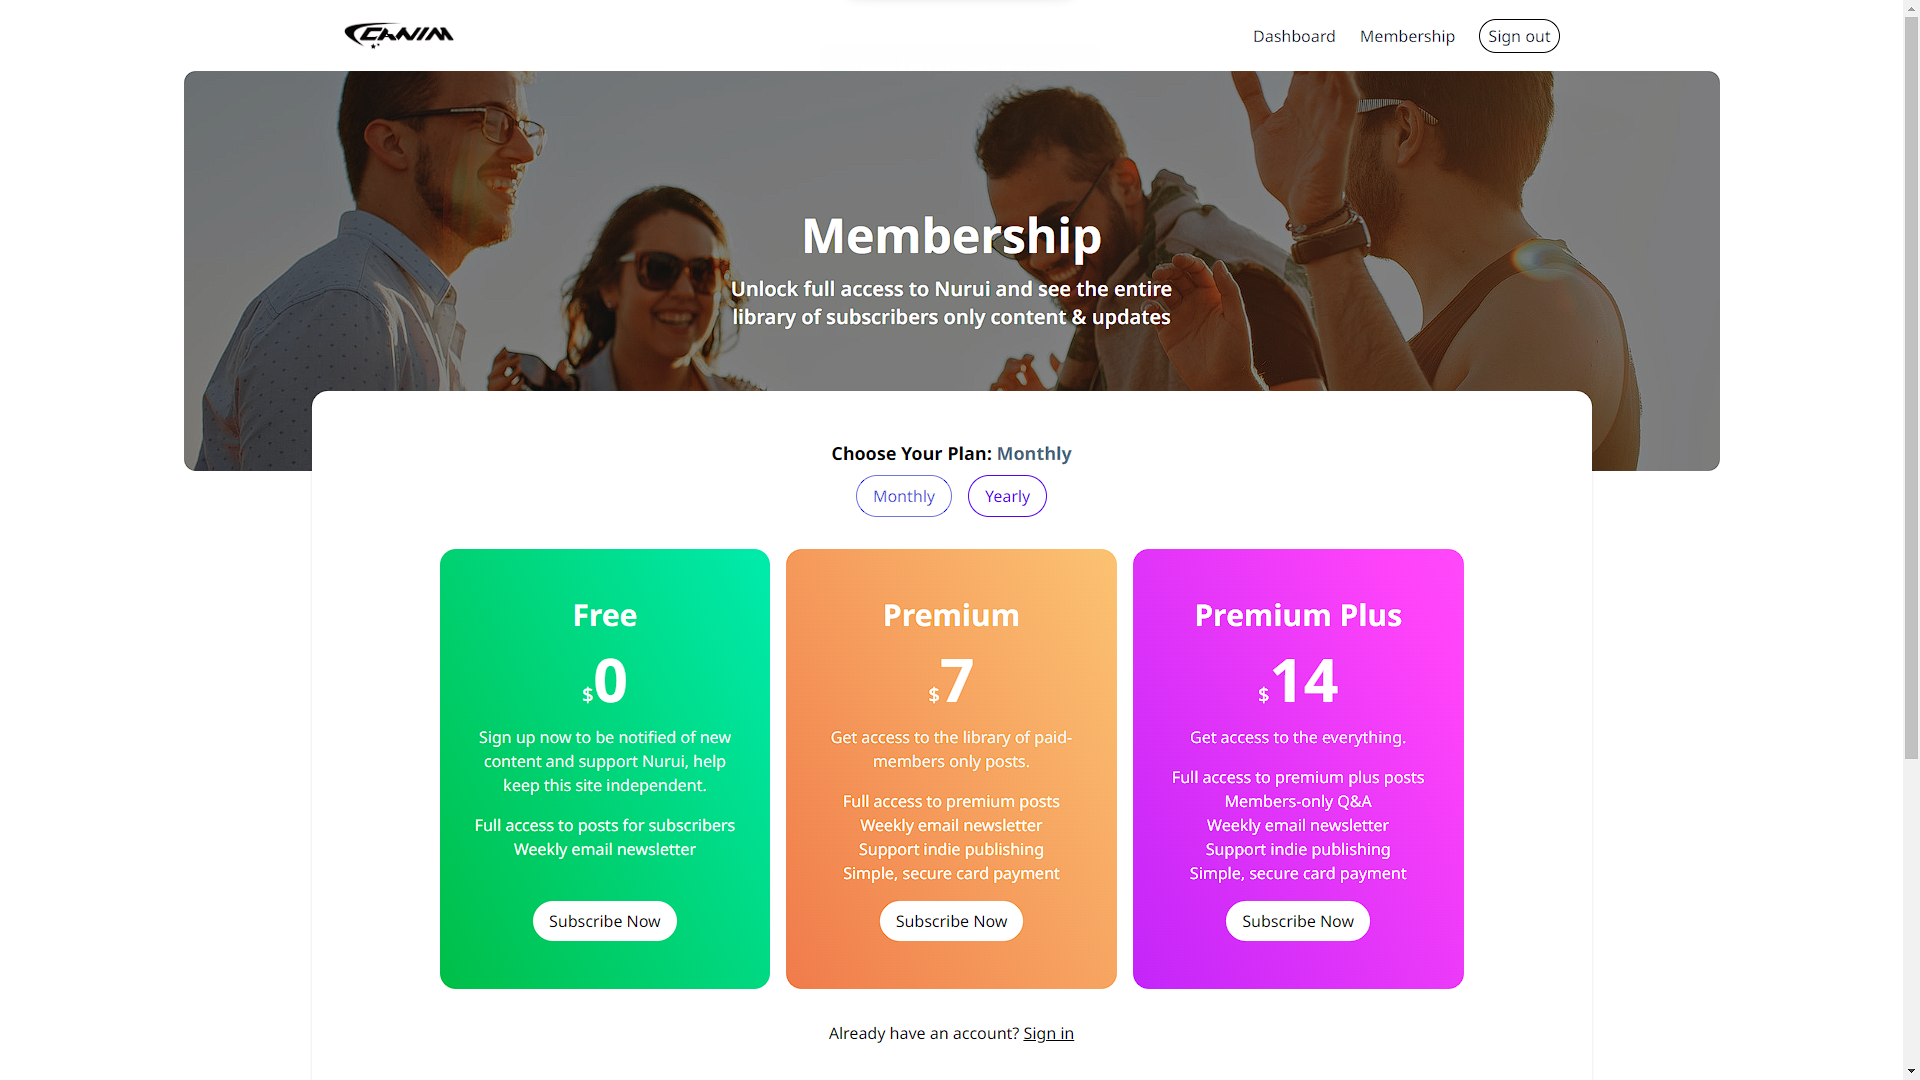 CANIM
Dashboard
Membership
Sign out
Membership
Unlock full access to Nurui and see the entire
library of subscribers only content & updates
Choose Your Plan: Monthly
Monthly
Yearly
Free
$0
Sign up now to be notified of new
content and support Nurui, help
keep this site independent.
Full access to posts for subscribers
Weekly email newsletter
Subscribe Now
Premium
$7
Get access to the library of paid-
members only posts.
Full access to premium posts
Weekly email newsletter
Support indie publishing
Simple, secure card payment
Subscribe Now
Premium Plus
$14
Get access to the everything.
Full access to premium plus posts
Members-only Q&A
Weekly email newsletter
Support indie publishing
Simple, secure card payment
Subscribe Now
Already have an account? Sign in